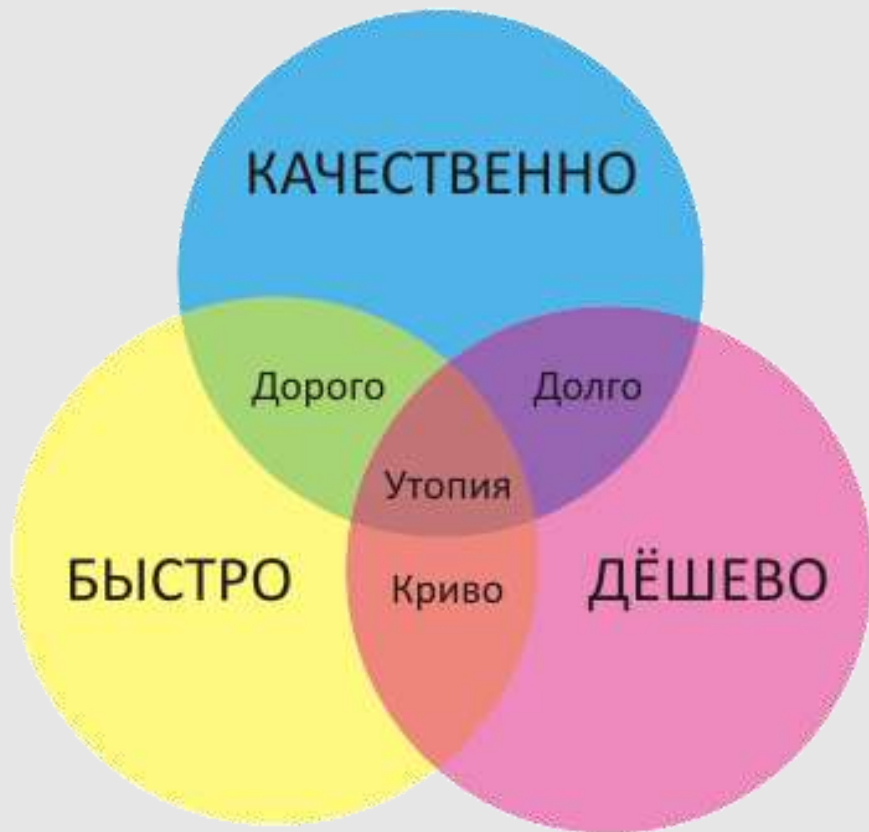 КАЧЕСТВЕННО
Дорого
Долго
Утопия
БЫСТРО
Криво
ДЁШЕВО